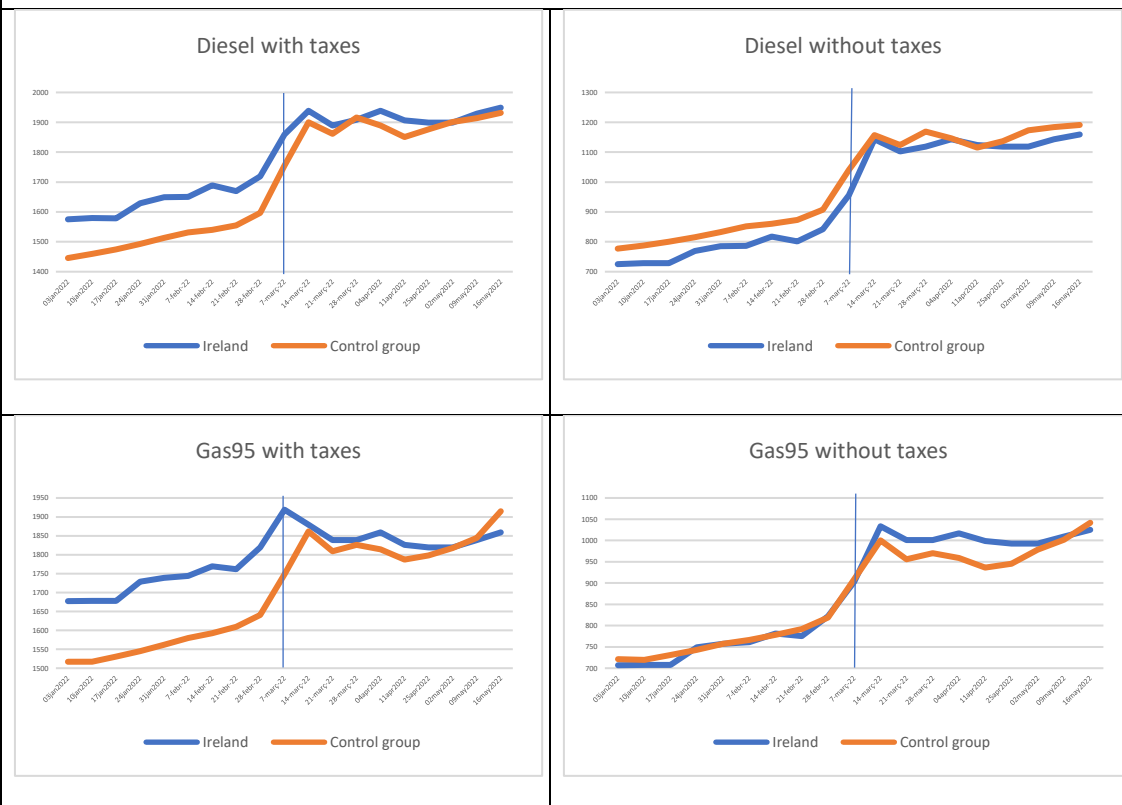 Diesel with taxes
2000
1900
1800
1700
1600
1500
1400
03jan2022 10jan2022 17jan2022 24jan2022 31jan2022 7-febr-22 14-febr-22 21-febr-22 28-febr-22 7-març-22 14-març-22 21-març-22 28-març-22 04apr2022 11apr2022 25apr2022 02may2022 09may2022 16may2022
Ireland Control group
Diesel without taxes
1300
1200
1100
1000
900
800
700
03jan2022 10jan2022 17jan2022 24jan2022 31jan2022 7-febr-22 14-febr-22 21-febr-22 28-febr-22 7-març-22 14-març-22 21-març-22 28-març-22 04apr2022 11apr2022 25apr2022 02may2022 09may2022 16may2022
Ireland Control group
Gas95 with taxes
1950
1900
1850
1800
1750
1700
1650
1600
1550
1500
03jan2022 10jan2022 17jan2022 24jan2022 31jan2022 7-febr-22 14-febr-22 21-febr-22 28-febr-22 7-març-22 14-març-22 21-març-22 28-març-22 04apr2022 11apr2022 25apr2022 02may2022 09may2022 16may2022
Ireland Control group
Gas95 without taxes
1100
1050
1000
950
900
850
800
750
700
03jan2022 10jan2022 17jan2022 24jan2022 31jan2022 7-febr-22 14-febr-22 21-febr-22 28-febr-22 7-març-22 14-març-22 21-març-22 28-març-22 04apr2022 11apr2022 25apr2022 02may2022 09may2022 16may2022
Ireland Control group